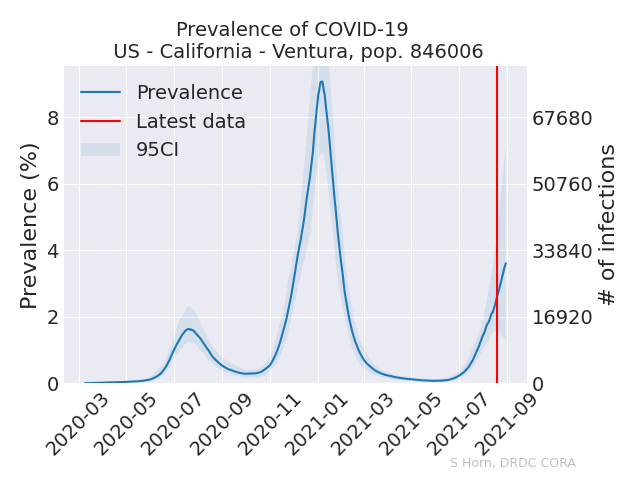 Prevalence of COVID-19
US - California - Ventura, pop. 846006
Prevalence
Latest data
95CI
Prevalence (%)
8
6
4
2
0
67680
50760
33840
16920
0
# of infections
2020-03
2020-05
2020-07
2020-09
2020-11
2021-01
2021-03
2021-05
2021-07
2021-09
S Horn, DRDC CORA